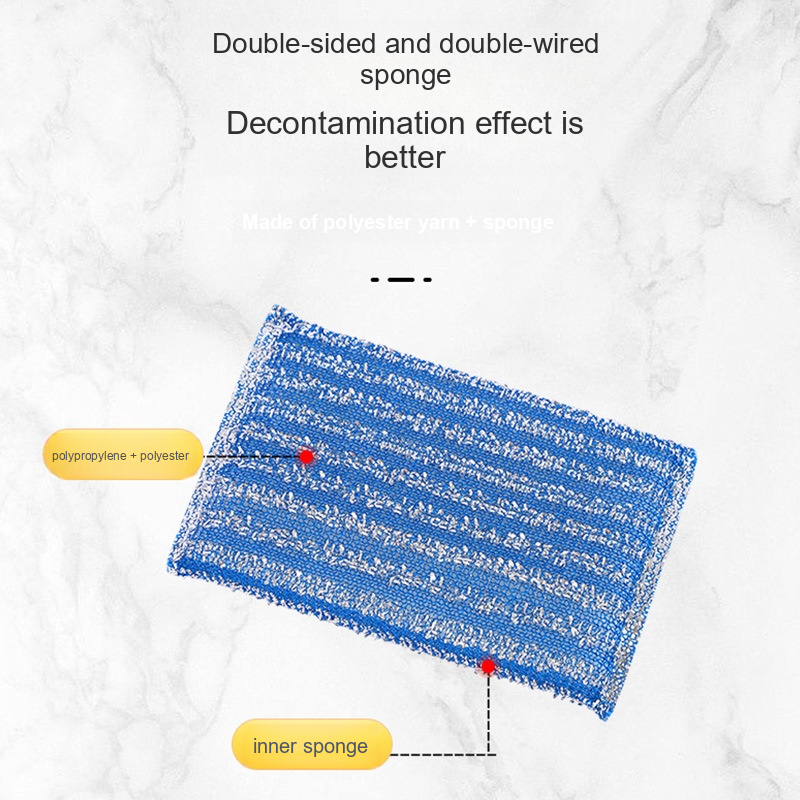 Double-sided and double-wired
sponge
Decontamination effect is
better
Made of polyester yarn + sponge
polypropylene + polyester
inner sponge